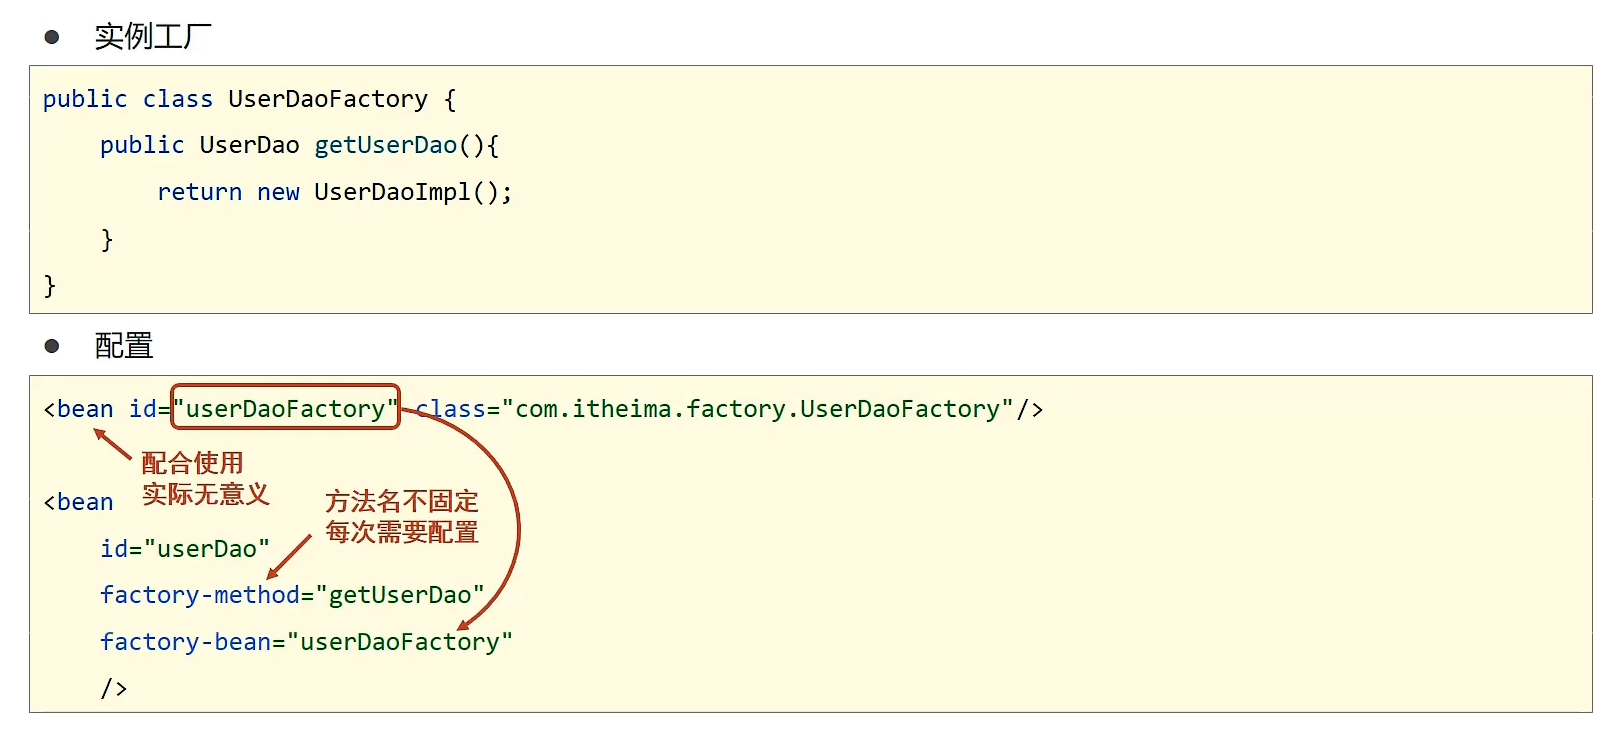 ● 实例工厂
public class UserDaoFactory {
    public UserDao getUserDao(){
        return new UserDaoImpl();
    }
}
● 配置
<bean id="userDaoFactory" class="com.itheima.factory.UserDaoFactory"/>
配合使用
实际无意义
<bean
方法名不固定
每次需要配置
    id="userDao"
    factory-method="getUserDao"
    factory-bean="userDaoFactory"
    />